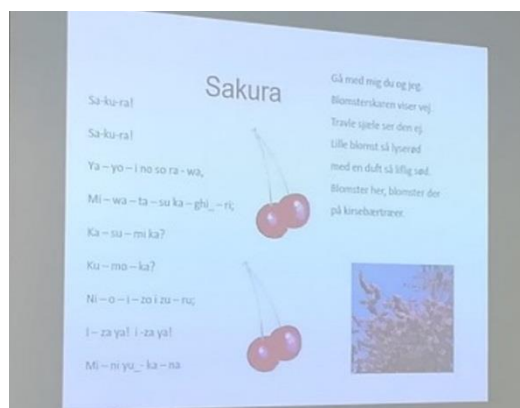 Sakura
Sa-ku-ra!
Sa-ku-ra!
Ya – yo – i no so ra - wa,
Mi – wa – ta – su ka – ghi_ – ri;
Ka – su – mi ka?
Ku – mo – ka?
Ni – o – i – zo i zu – ru;
I – za ya! i -za ya!
Mi – ni yu_ - ka – na
Gå med mig du og jeg.
Blomsterskaren viser vej
Travle sjæle ser den ej
Lille blomst så lyserød
med en duft så liflig sød.
Blomster her, blomster der
på kirsebærtræer.